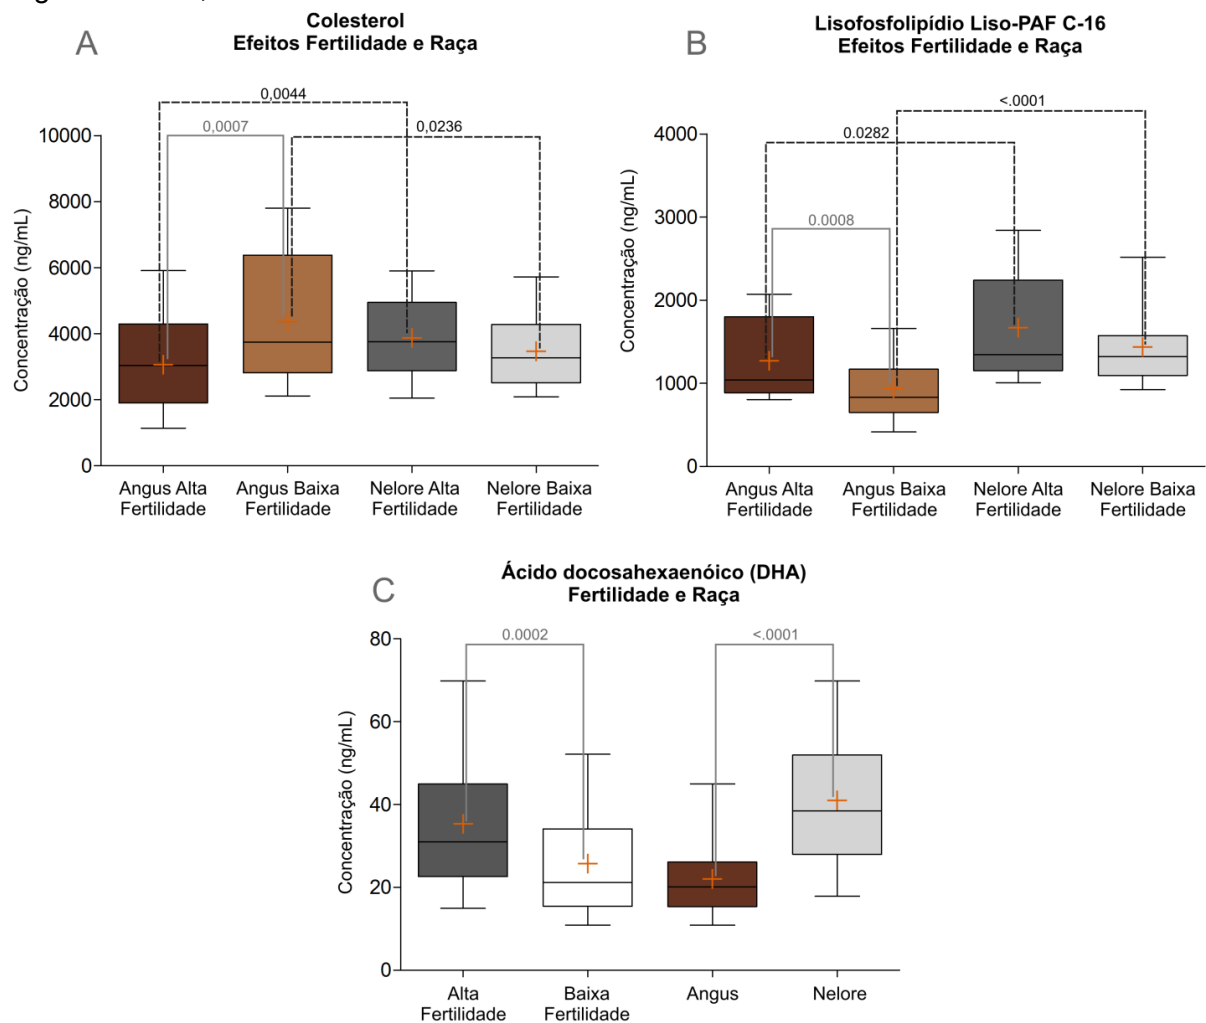 A
Colesterol
Efeitos Fertilidade e Raça
0,0044
0,0007
0,0236
Concentração (ng/mL)
10000
8000
6000
4000
2000
0
Angus Alta Fertilidade
Angus Baixa Fertilidade
Nelore Alta Fertilidade
Nelore Baixa Fertilidade
B
Lisofosfolipídio Liso-PAF C-16
Efeitos Fertilidade e Raça
<.0001
0.0282
0.0008
Concentração (ng/mL)
4000
3000
2000
1000
0
Angus Alta Fertilidade
Angus Baixa Fertilidade
Nelore Alta Fertilidade
Nelore Baixa Fertilidade
C
Ácido docosahexaenóico (DHA)
Fertilidade e Raça
0.0002
<.0001
Concentração (ng/mL)
80
60
40
20
0
Alta Fertilidade
Baixa Fertilidade
Angus
Nelore